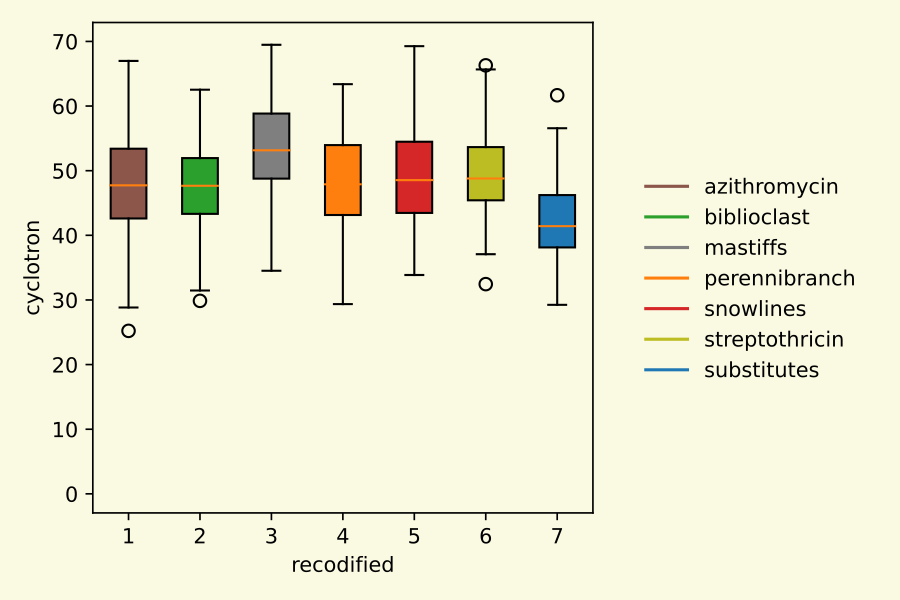 70
60
50
40
30
20
10
0
cyclotron
1 2 3 4 5 6 7
recodified
azithromycin
biblioclast
mastiffs
perennibranch
snowlines
streptothricin
substitutes